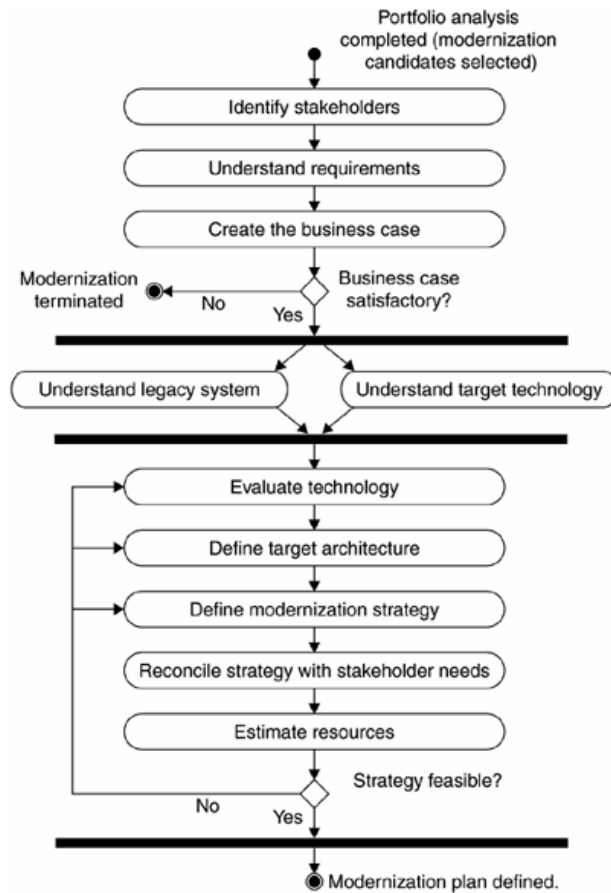 Portfolio analysis
completed (modernization
candidates selected)
Identify stakeholders
Understand requirements
Create the business case
Modernization
terminated
No
Business case
satisfactory?
Yes
Understand legacy system
Understand target technology
Evaluate technology
Define target architecture
Define modernization strategy
Reconcile strategy with stakeholder needs
Estimate resources
Strategy feasible?
No
Yes
Modernization plan defined.